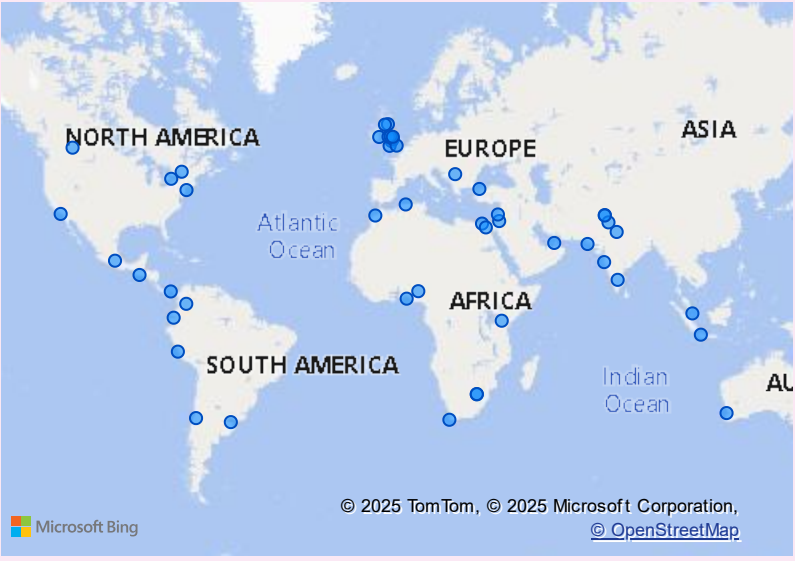 NORTH AMERICA
ASIA
EUROPE
Atlantic
Ocean
AFRICA
SOUTH AMERICA
Indian
Ocean
AU
© 2025 TomTom, © 2025 Microsoft Corporation,
Microsoft Bing
© OpenStreetMap